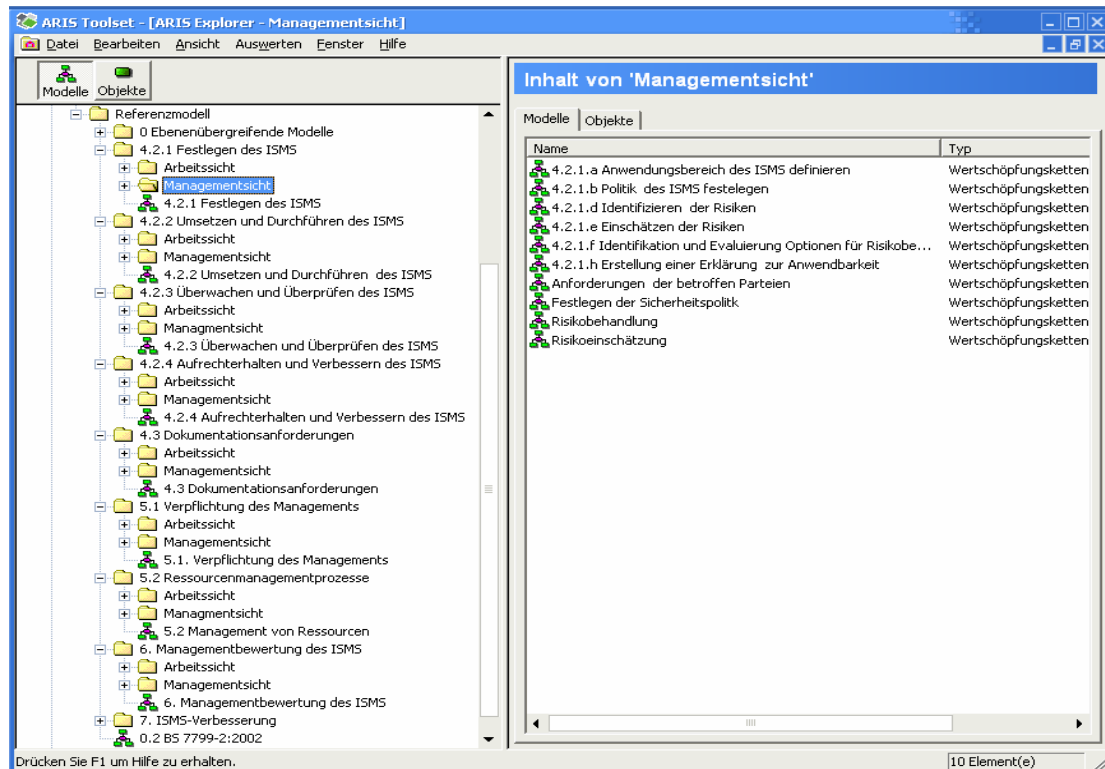 ARIS Toolset - [ARIS Explorer - Managementsicht]
Datei Bearbeiten Ansicht Auswerten Fenster Hilfe
Modelle Objekte
Referenzmodell
0 Ebenenübergreifende Modelle
4.2.1 Festlegen des ISMS
Arbeitssicht
Managementsicht
4.2.1 Festlegen des ISMS
4.2.2 Umsetzen und Durchführen des ISMS
Arbeitssicht
Managementsicht
4.2.2 Umsetzen und Durchführen des ISMS
4.2.3 Überwachen und Überprüfen des ISMS
Arbeitssicht
Managmentsicht
4.2.3 Überwachen und Überprüfen des ISMS
4.2.4 Aufrechterhalten und Verbessern des ISMS
Arbeitssicht
Managementsicht
4.2.4 Aufrechterhalten und Verbessern des ISMS
4.3 Dokumentationsanforderungen
Arbeitssicht
Managementsicht
4.3 Dokumentationsanforderungen
5.1 Verpflichtung des Managements
Arbeitssicht
Managementsicht
5.1. Verpflichtung des Managements
5.2 Ressourcenmanagementprozesse
Arbeitssicht
Managmentsicht
5.2 Management von Ressourcen
6. Managementbewertung des ISMS
Arbeitssicht
Managementsicht
6. Managementbewertung des ISMS
7. ISMS-Verbesserung
0.2 BS 7799-2:2002
Inhalt von 'Managementsicht'
Modelle Objekte
Name Typ
4.2.1.a Anwendungsbereich des ISMS definieren Wertschöpfungsketten
4.2.1.b Politik des ISMS festelegen Wertschöpfungsketten
4.2.1.d Identifizieren der Risiken Wertschöpfungsketten
4.2.1.e Einschätzen der Risiken Wertschöpfungsketten
4.2.1.f Identifikation und Evaluierung Optionen für Risikobe... Wertschöpfungsketten
4.2.1.h Erstellung einer Erklärung zur Anwendbarkeit Wertschöpfungsketten
Anforderungen der betroffen Parteien Wertschöpfungsketten
Festlegen der Sicherheitspolitk Wertschöpfungsketten
Risikobehandlung Wertschöpfungsketten
Risikoeinschätzung Wertschöpfungsketten
Drücken Sie F1 um Hilfe zu erhalten. 10 Element(e)